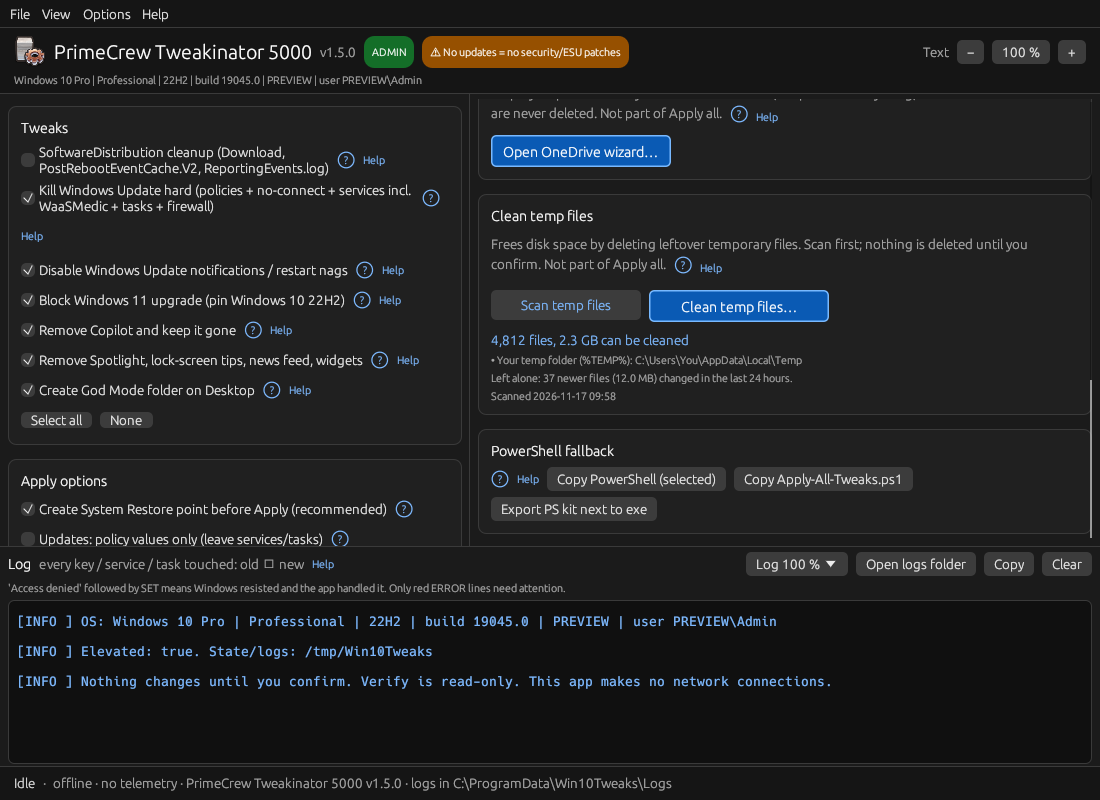 File View Options Help
PrimeCrew Tweakinator 5000 v1.5.0 ADMIN ⚠ No updates = no security/ESU patches Text − 100 % +
Windows 10 Pro | Professional | 22H2 | build 19045.0 | PREVIEW | user PREVIEW\Admin
Tweaks
SoftwareDistribution cleanup (Download,
PostRebootEventCache.V2, ReportingEvents.log) ? Help
Kill Windows Update hard (policies + no-connect + services incl.
WaaSMedic + tasks + firewall) ?
Help
Disable Windows Update notifications / restart nags ? Help
Block Windows 11 upgrade (pin Windows 10 22H2) ? Help
Remove Copilot and keep it gone ? Help
Remove Spotlight, lock-screen tips, news feed, widgets ? Help
Create God Mode folder on Desktop ? Help
Select all None
Apply options
Create System Restore point before Apply (recommended) ?
Updates: policy values only (leave services/tasks) ?
are never deleted. Not part of Apply all. ? Help
Open OneDrive wizard…
Clean temp files
Frees disk space by deleting leftover temporary files. Scan first; nothing is deleted until you
confirm. Not part of Apply all. ? Help
Scan temp files Clean temp files…
4,812 files, 2.3 GB can be cleaned
• Your temp folder (%TEMP%): C:\Users\You\AppData\Local\Temp
Left alone: 37 newer files (12.0 MB) changed in the last 24 hours.
Scanned 2026-11-17 09:58
PowerShell fallback
? Help Copy PowerShell (selected) Copy Apply-All-Tweaks.ps1
Export PS kit next to exe
Log every key / service / task touched: old □ new Help Log 100 % ▼ Open logs folder Copy Clear
'Access denied' followed by SET means Windows resisted and the app handled it. Only red ERROR lines need attention.
[INFO ] OS: Windows 10 Pro | Professional | 22H2 | build 19045.0 | PREVIEW | user PREVIEW\Admin
[INFO ] Elevated: true. State/logs: /tmp/Win10Tweaks
[INFO ] Nothing changes until you confirm. Verify is read-only. This app makes no network connections.
Idle · offline · no telemetry · PrimeCrew Tweakinator 5000 v1.5.0 · logs in C:\ProgramData\Win10Tweaks\Logs